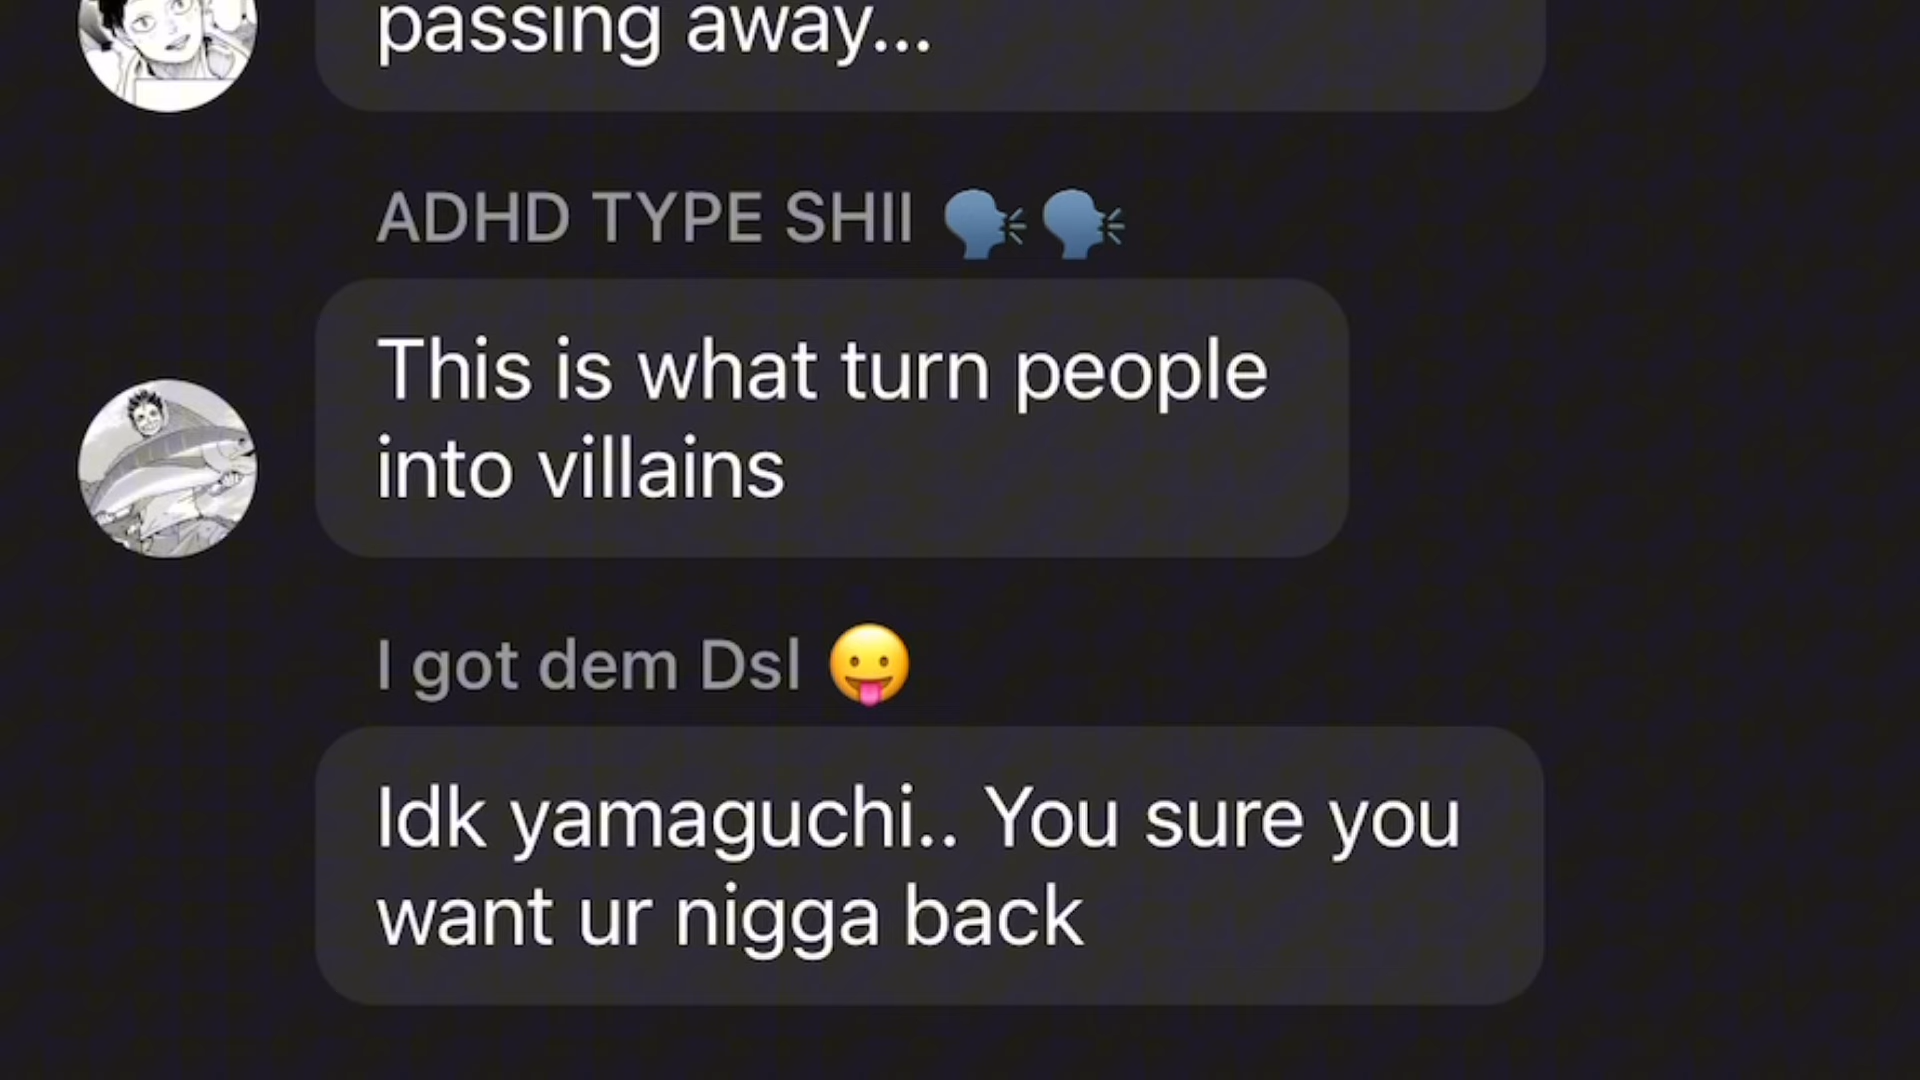 passing away...
ADHD TYPE SHII 🗣️🗣️
This is what turn people
into villains
I got dem Dsl 😛
Idk yamaguchi.. You sure you
want ur nigga back